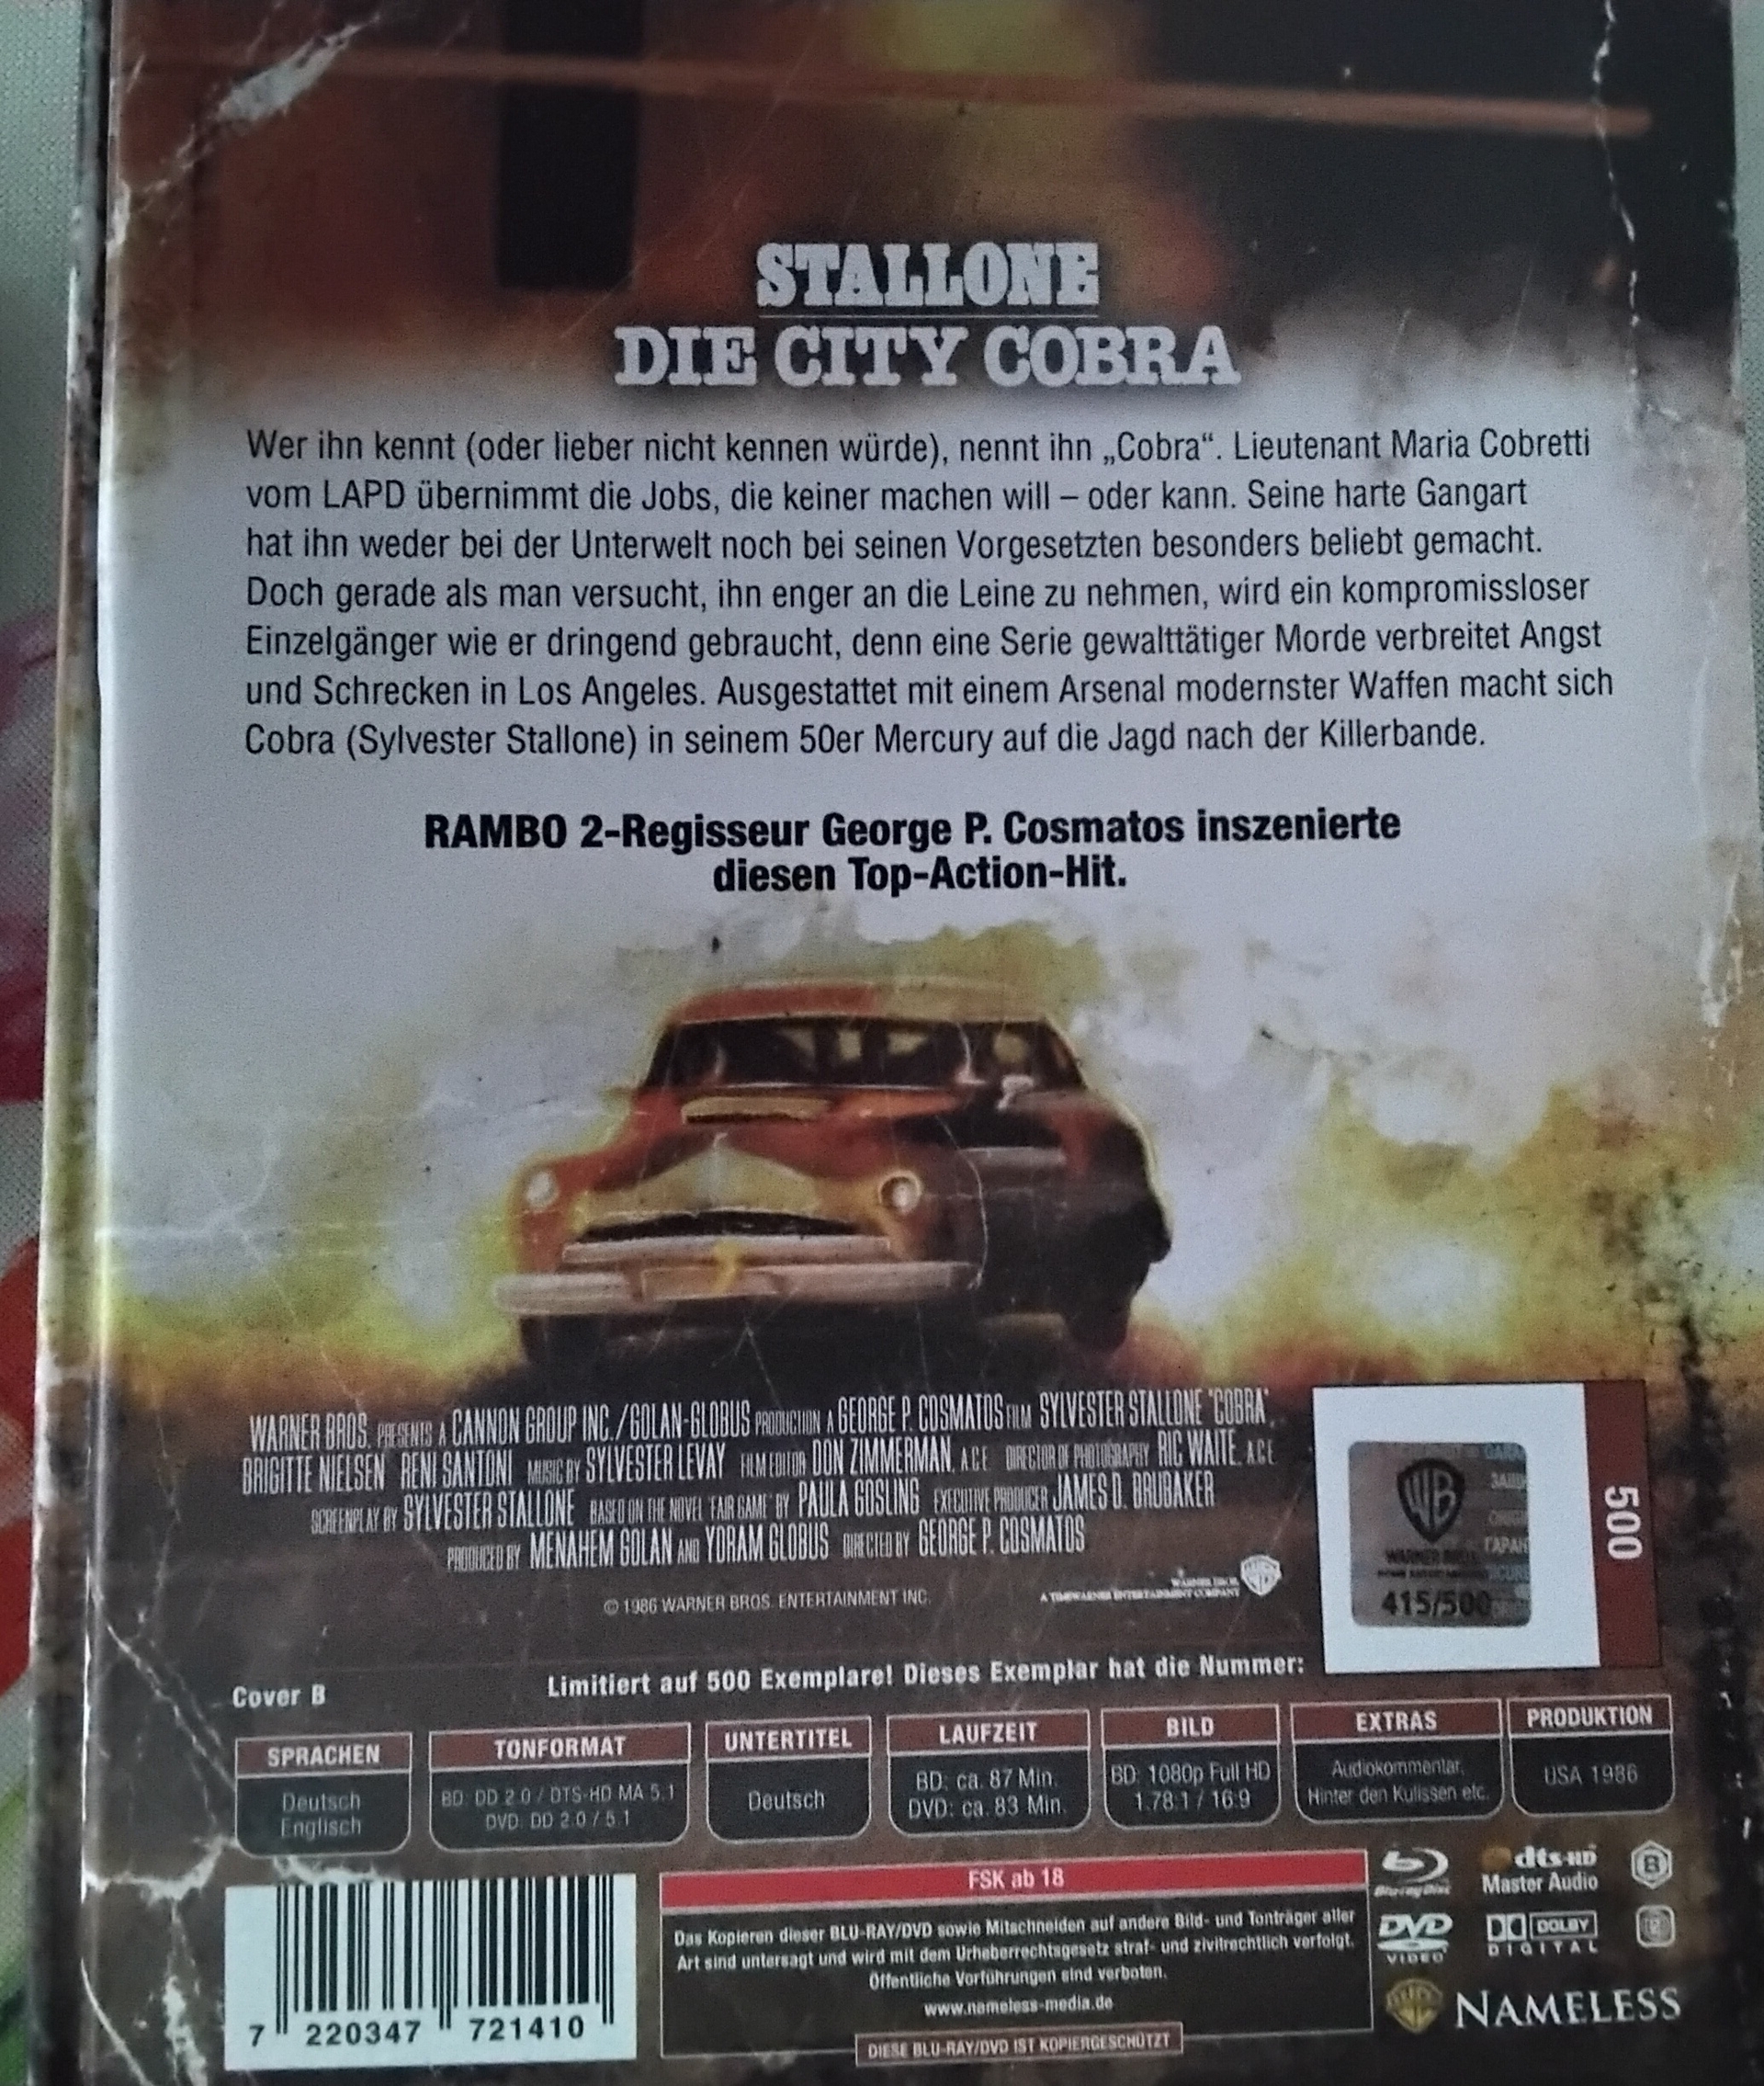 STALLONE
DIE CITY COBRA
Wer ihn kennt (oder lieber nicht kennen würde), nennt ihn „Cobra“. Lieutenant Maria Cobretti
vom LAPD übernimmt die Jobs, die keiner machen will – oder kann. Seine harte Gangart
hat ihn weder bei der Unterwelt noch bei seinen Vorgesetzten besonders beliebt gemacht.
Doch gerade als man versucht, ihn enger an die Leine zu nehmen, wird ein kompromissloser
Einzelgänger wie er dringend gebraucht, denn eine Serie gewalttätiger Morde verbreitet Angst
und Schrecken in Los Angeles. Ausgestattet mit einem Arsenal modernster Waffen macht sich
Cobra (Sylvester Stallone) in seinem 50er Mercury auf die Jagd nach der Killerbande.
RAMBO 2-Regisseur George P. Cosmatos inszenierte
diesen Top-Action-Hit.
WARNER BROS. PRESENTS A CANNON GROUP INC./GOLAN-GLOBUS PRODUCTION A GEORGE P. COSMATOS FILM SYLVESTER STALLONE "COBRA",
BRIGITTE NIELSEN RENI SANTONI MUSIC BY SYLVESTER LEVAY FILM EDITOR DON ZIMMERMAN, A.C.E DIRECTOR OF PHOTOGRAPHY RIC WAITE, A.C.E
SCREENPLAY BY SYLVESTER STALLONE BASED ON THE NOVEL "FAIR GAME" BY PAULA GOSLING EXECUTIVE PRODUCER JAMES D. BRUBAKER
PRODUCED BY MENAHEM GOLAN AND YORAM GLOBUS DIRECTED BY GEORGE P. COSMATOS
© 1986 WARNER BROS. ENTERTAINMENT INC.
WARNER BROS.
A TIMEWARNER ENTERTAINMENT COMPANY
WB
415/500
500
Cover B
Limitiert auf 500 Exemplare! Dieses Exemplar hat die Nummer:
SPRACHEN
Deutsch
Englisch
TONFORMAT
BD: DD 2.0 / DTS-HD MA 5.1
DVD: DD 2.0 / 5.1
UNTERTITEL
Deutsch
LAUFZEIT
BD: ca. 87 Min.
DVD: ca. 83 Min.
BILD
BD: 1080p Full HD
1.78:1 / 16:9
EXTRAS
Audiokommentar,
Hinter den Kulissen etc.
PRODUKTION
USA 1986
7 220347 721410
FSK ab 18
Das Kopieren dieser BLU-RAY/DVD sowie Mitschneiden auf andere Bild- und Tonträger aller
Art sind untersagt und wird mit dem Urheberrechtsgesetz straf- und zivilrechtlich verfolgt.
Öffentliche Vorführungen sind verboten.
www.nameless-media.de
DIESE BLU-RAY/DVD IST KOPIERGESCHÜTZT
Blu-ray Disc
dts-HD
Master Audio
B
DVD
VIDEO
DOLBY
DIGITAL
2
NAMELESS